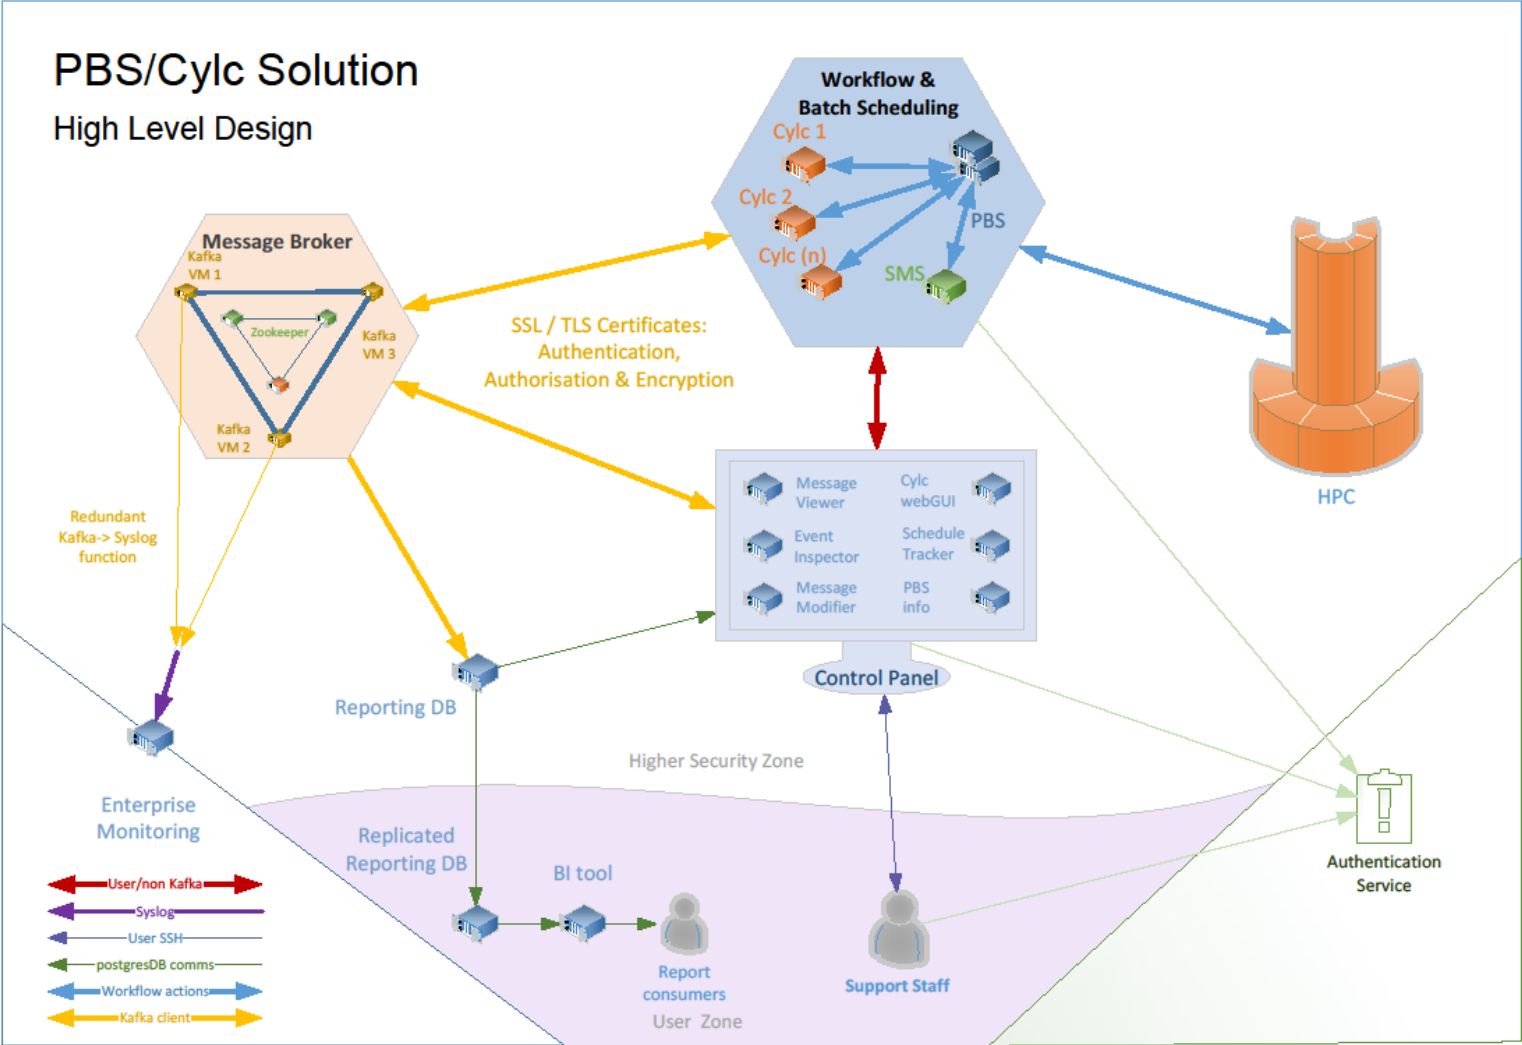 PBS/Cylc Solution
High Level Design
Workflow &
Batch Scheduling
Cylc 1
Cylc 2
Cylc (n)
PBS
SMS
Message Broker
Kafka
VM 1
Zookeeper
Kafka
VM 3
Kafka
VM 2
SSL / TLS Certificates:
Authentication,
Authorisation & Encryption
HPC
Redundant
Kafka-> Syslog
function
Message
Viewer
Cylc
webGUI
Event
Inspector
Schedule
Tracker
Message
Modifier
PBS
info
Control Panel
Reporting DB
Higher Security Zone
Enterprise
Monitoring
Replicated
Reporting DB
BI tool
Authentication
Service
Report
consumers
Support Staff
User Zone
User/non Kafka
Syslog
User SSH
postgresDB comms
Workflow actions
Kafka client